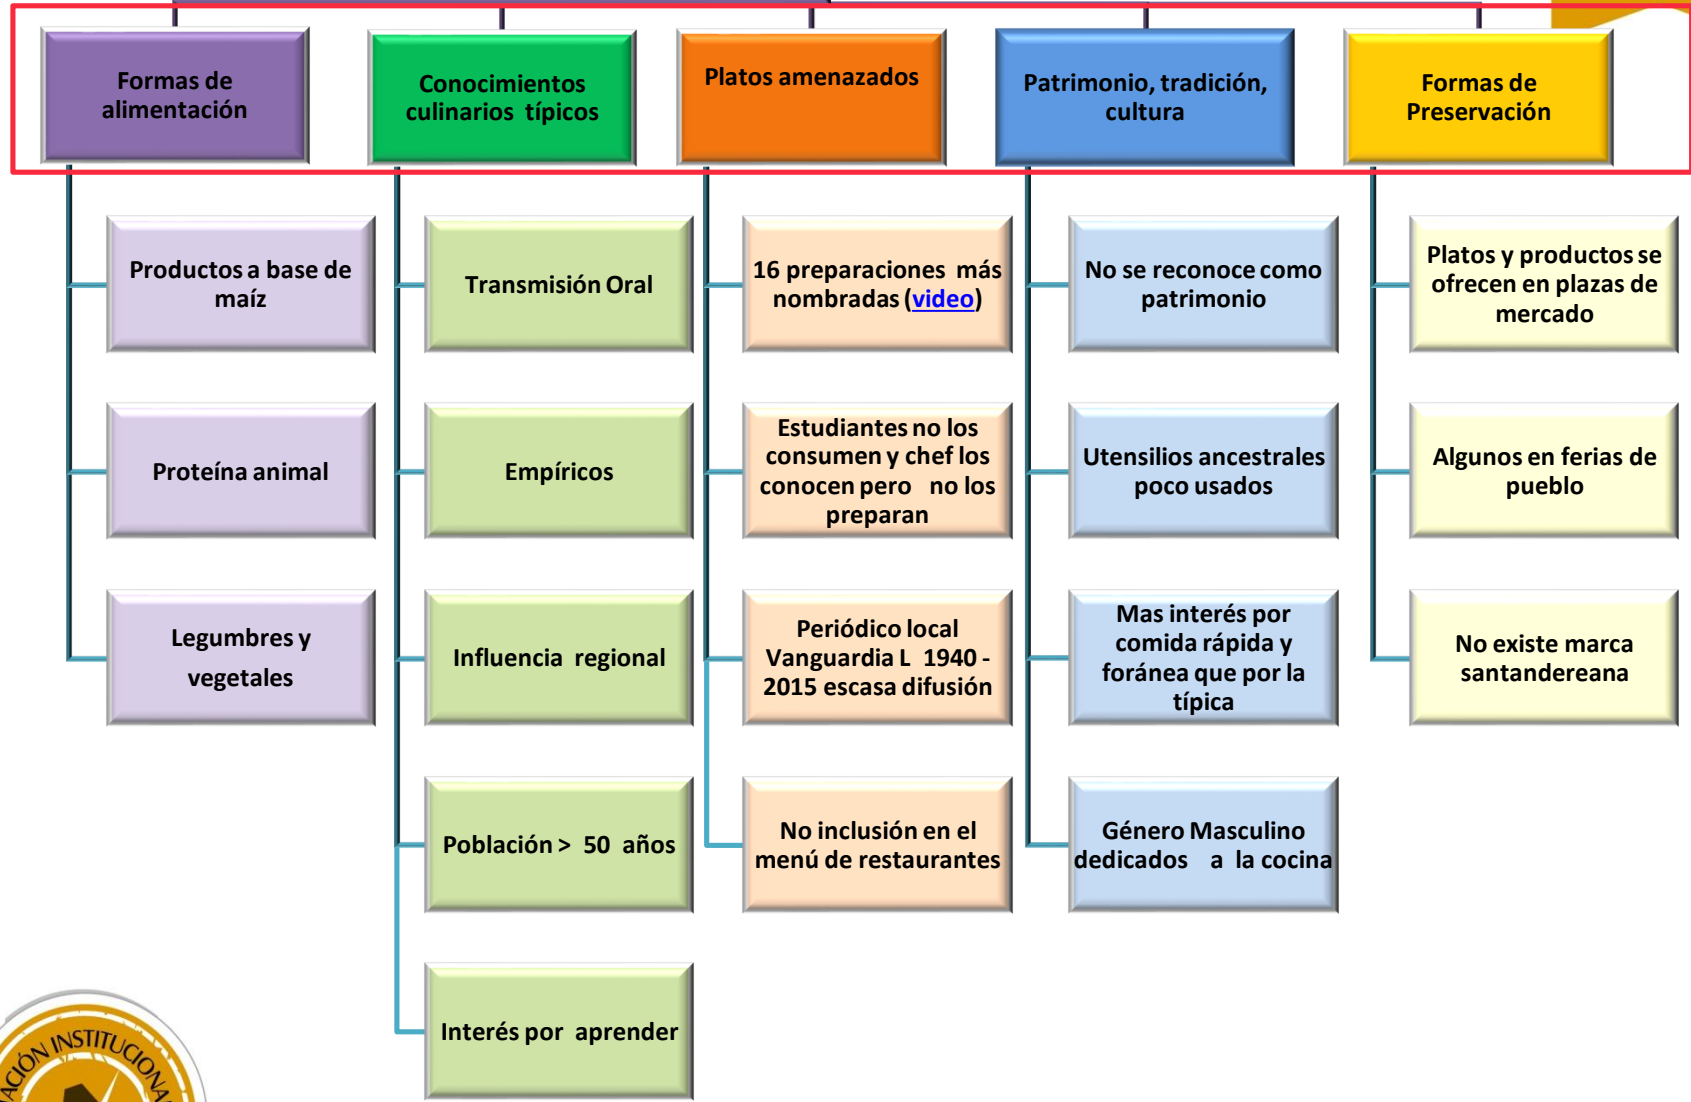 Formas de
alimentación
Conocimientos
culinarios típicos
Platos amenazados
Patrimonio, tradición,
cultura
Formas de
Preservación
Productos a base de
maíz
Proteína animal
Legumbres y
vegetales
Transmisión Oral
Empíricos
Influencia regional
Población > 50 años
Interés por aprender
16 preparaciones más
nombradas (video)
Estudiantes no los
consumen y chef los
conocen pero no los
preparan
Periódico local
Vanguardia L 1940 -
2015 escasa difusión
No inclusión en el
menú de restaurantes
No se reconoce como
patrimonio
Utensilios ancestrales
poco usados
Mas interés por
comida rápida y
foránea que por la
típica
Género Masculino
dedicados a la cocina
Platos y productos se
ofrecen en plazas de
mercado
Algunos en ferias de
pueblo
No existe marca
santandereana